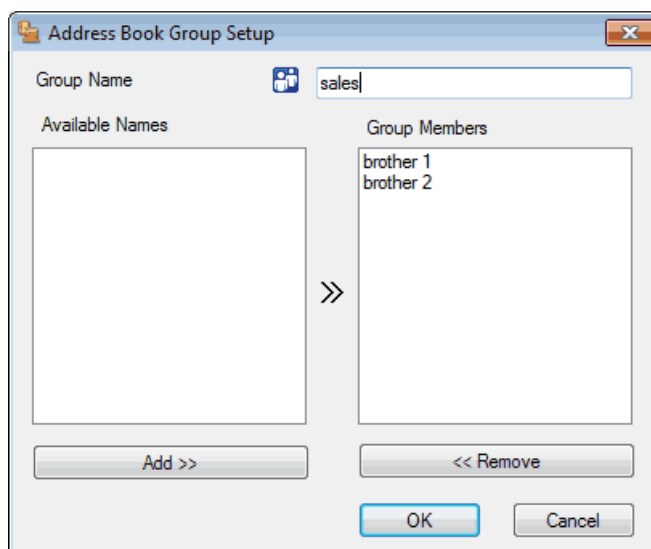 Address Book Group Setup
Group Name
sales
Available Names
Group Members
brother 1
brother 2
Add >>
<< Remove
OK
Cancel